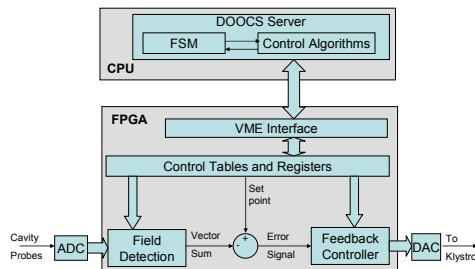 DOOCS Server
FSM
Control Algorithms
CPU
FPGA
VME Interface
Control Tables and Registers
Set
point
Cavity
Probes
ADC
Field
Detection
Vector
Sum
+
-
Error
Signal
Feedback
Controller
DAC
To
Klystro